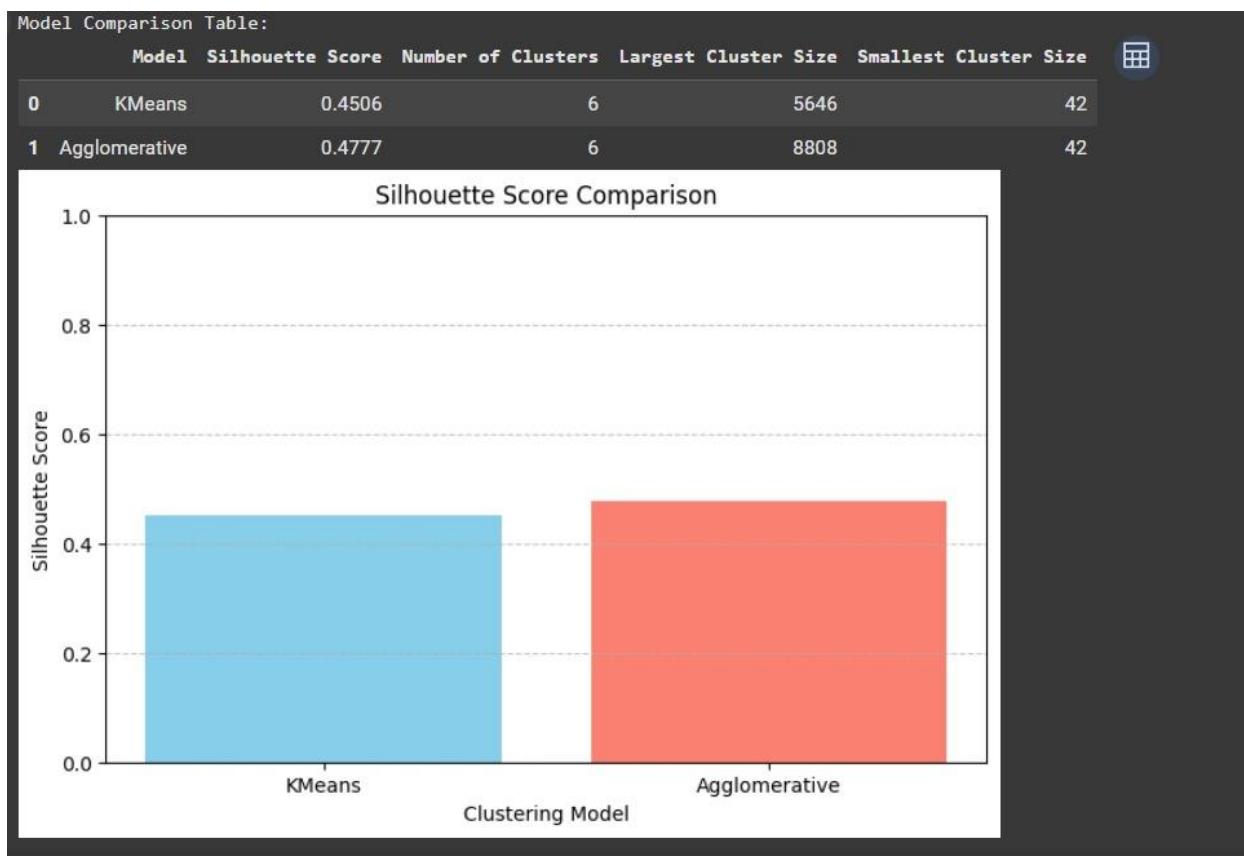 Model Comparison Table:
Model Silhouette Score Number of Clusters Largest Cluster Size Smallest Cluster Size
0 KMeans 0.4506 6 5646 42
1 Agglomerative 0.4777 6 8808 42
Silhouette Score Comparison
1.0
0.8
0.6
0.4
0.2
0.0
Silhouette Score
KMeans Agglomerative
Clustering Model